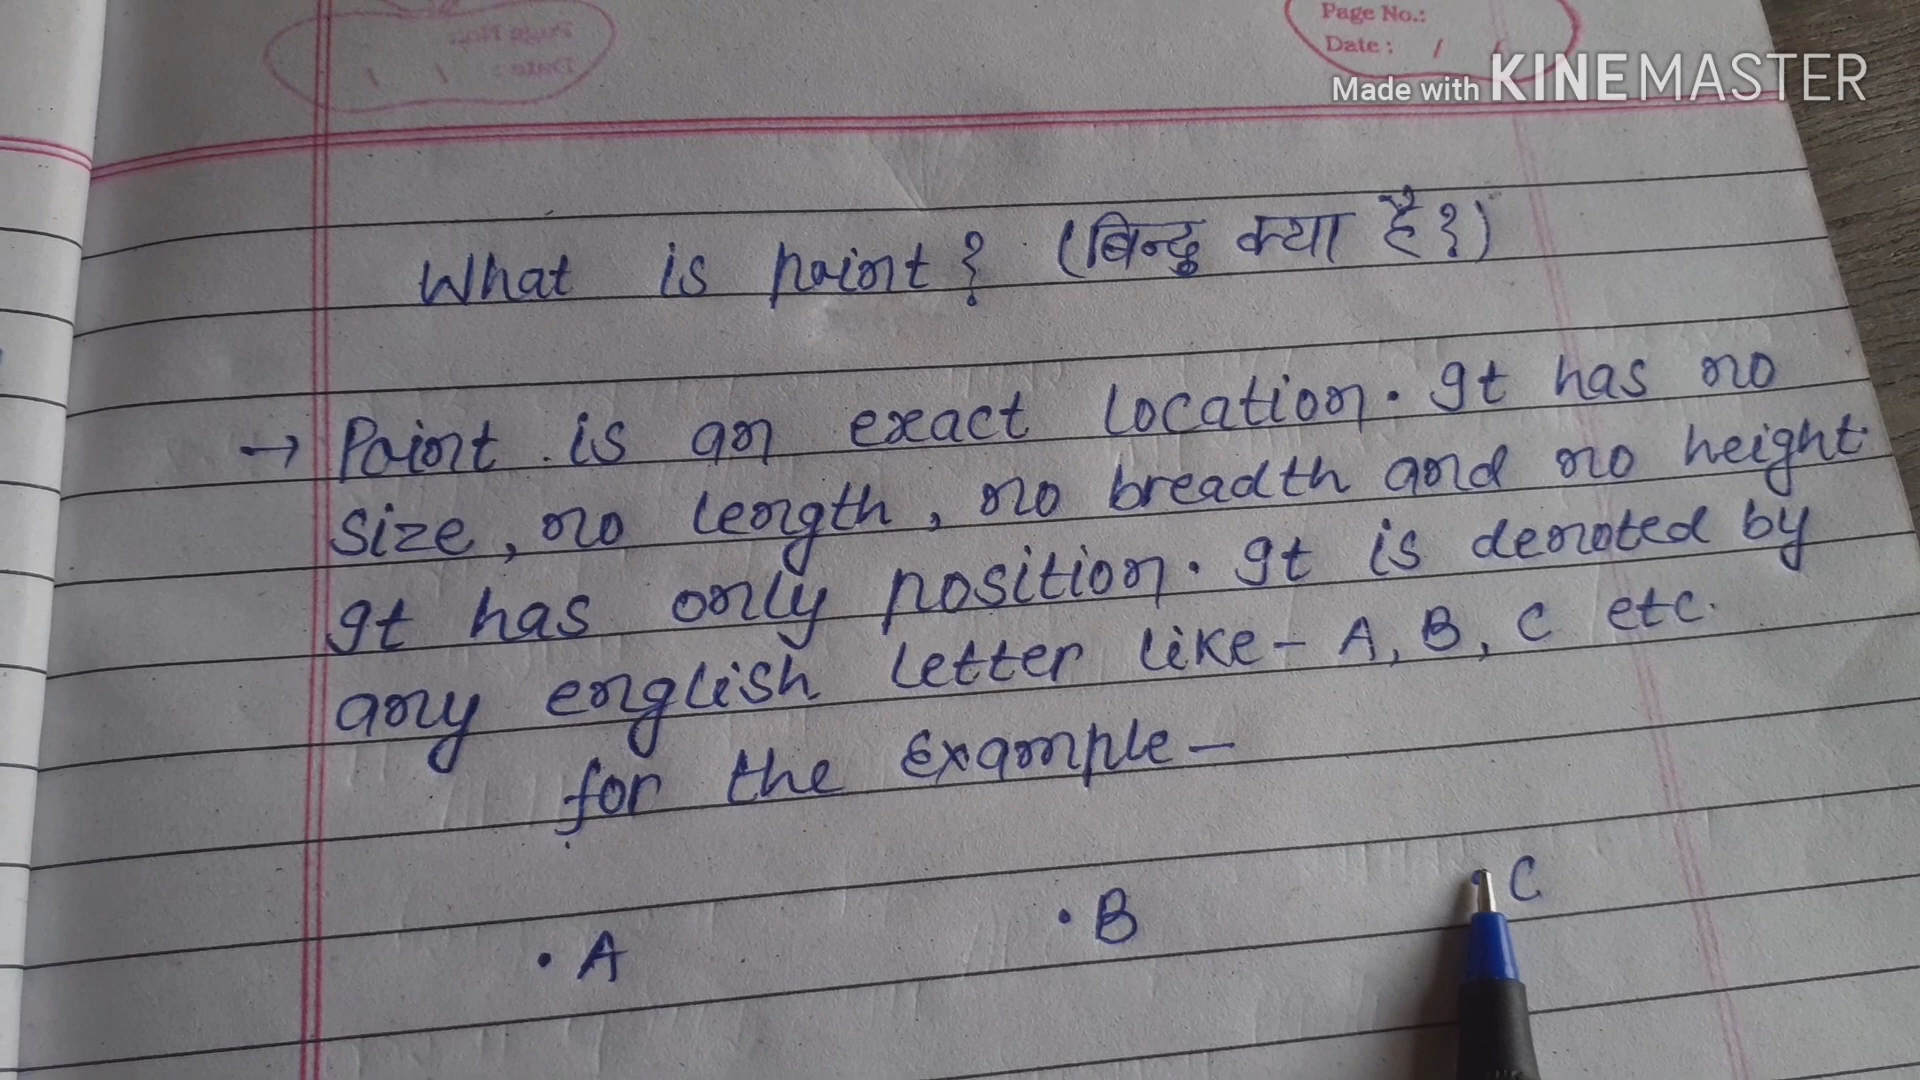 Page No.:
Date: / /
Made with KINEMASTER
What is point? (बिन्दु क्या है?)
→ Point is an exact location. It has no
size, no length, no breadth and no height.
It has only position. It is denoted by
any english letter like - A, B, C etc.
for the Example -
. A . B . C